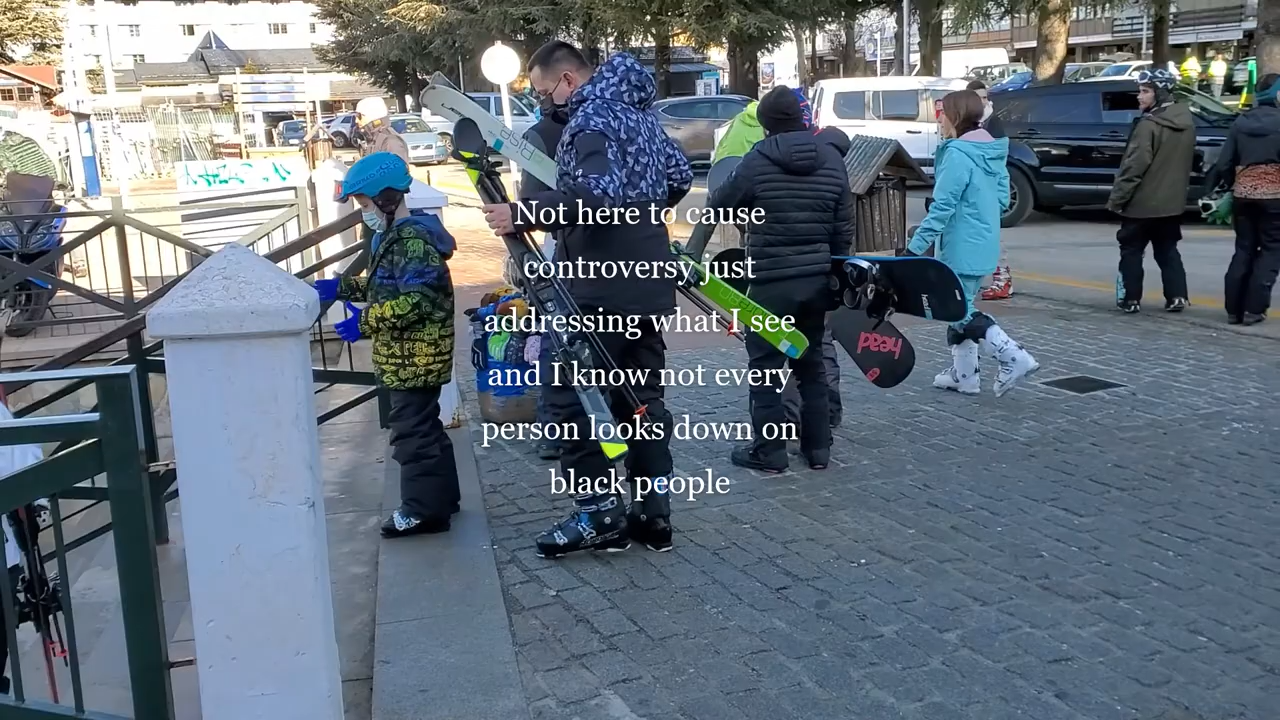 Not here to cause
controversy just
addressing what I see
and I know not every
person looks down on
black people
head